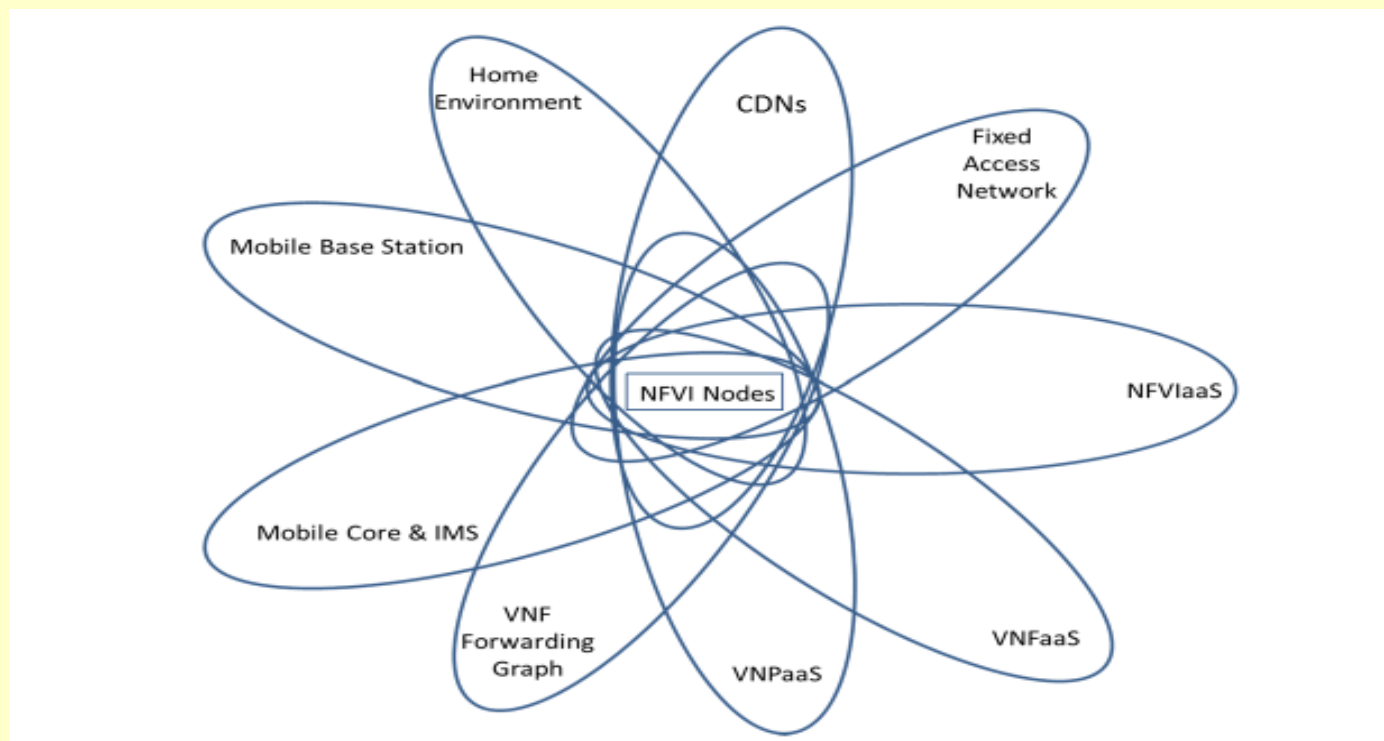 Home
Environment
CDNs
Fixed
Access
Network
Mobile Base Station
NFVI Nodes
NFVIaaS
Mobile Core & IMS
VNF
Forwarding
Graph
VNPaaS
VNFaaS